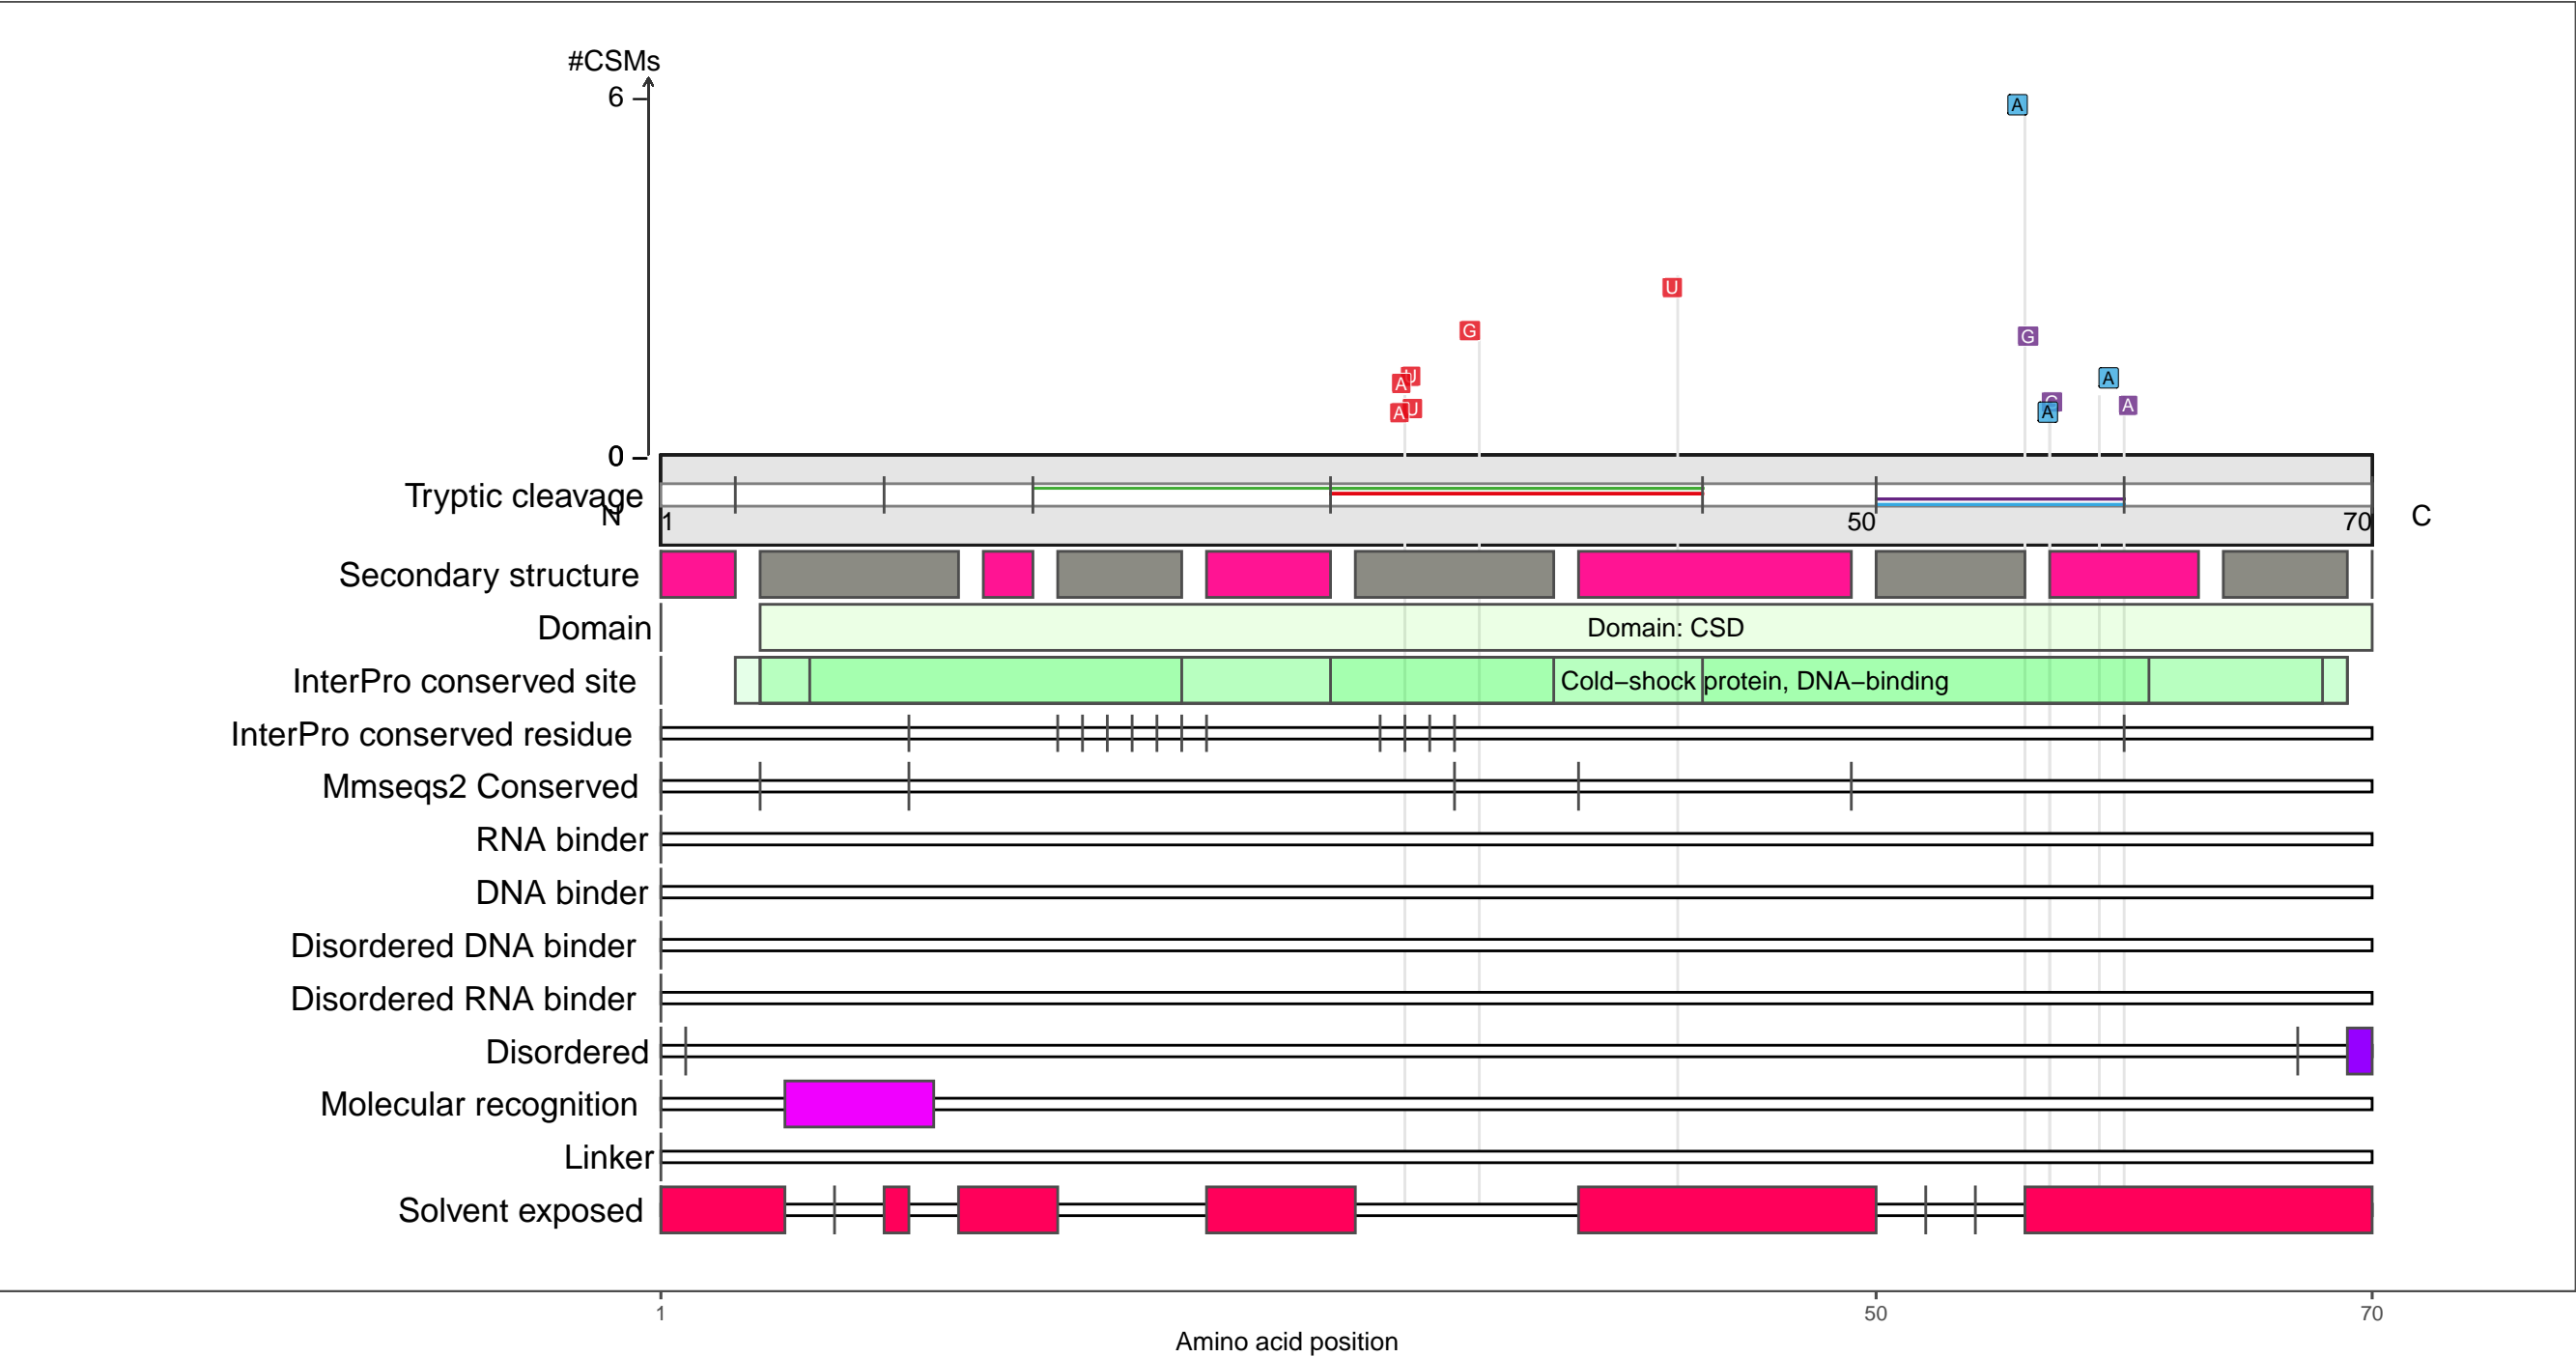 #CSMs
6
A
G
U
G
A
A
U
A
U
A
A
0
Tryptic cleavage
N
1
50
70
C
Secondary structure
Domain
Domain: CSD
InterPro conserved site
Cold−shock protein, DNA−binding
InterPro conserved residue
Mmseqs2 Conserved
RNA binder
DNA binder
Disordered DNA binder
Disordered RNA binder
Disordered
Molecular recognition
Linker
Solvent exposed
1
50
70
Amino acid position